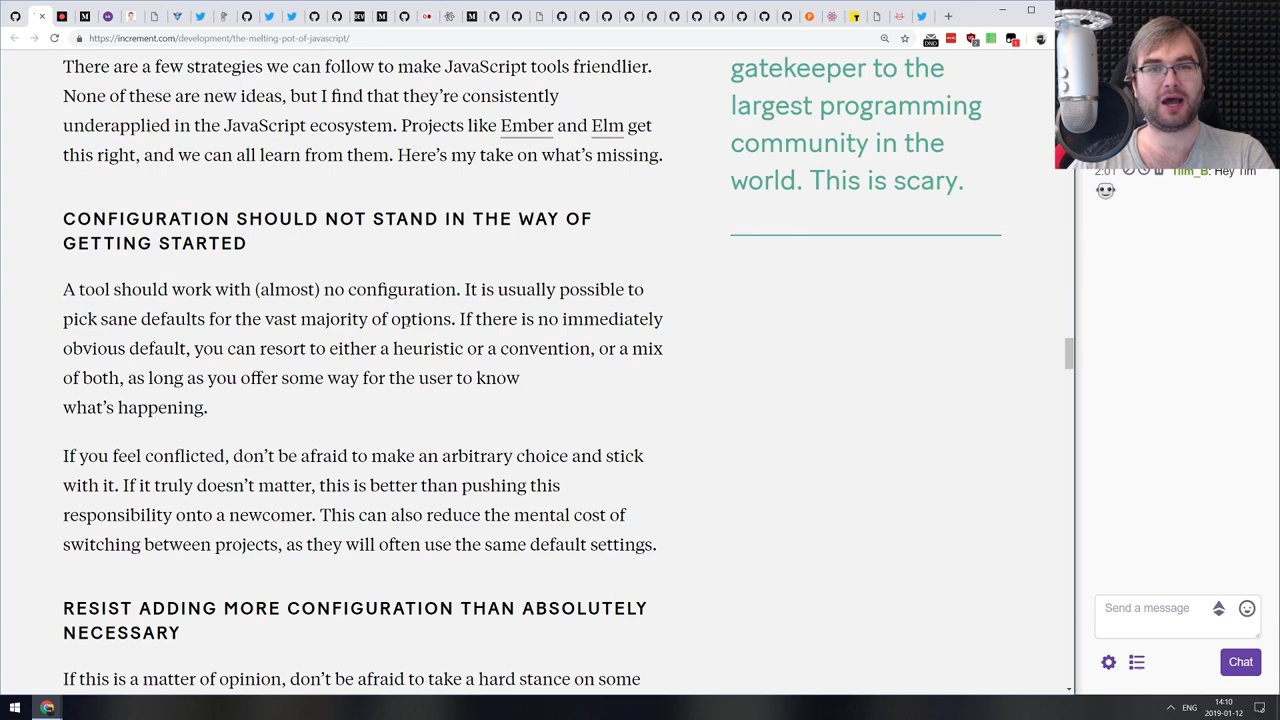 https://increment.com/development/the-melting-pot-of-javascript/
There are a few strategies we can follow to make JavaScript tools friendlier.
None of these are new ideas, but I find that they're consistently
underapplied in the JavaScript ecosystem. Projects like Ember and Elm get
this right, and we can all learn from them. Here's my take on what's missing.
CONFIGURATION SHOULD NOT STAND IN THE WAY OF
GETTING STARTED
A tool should work with (almost) no configuration. It is usually possible to
pick sane defaults for the vast majority of options. If there is no immediately
obvious default, you can resort to either a heuristic or a convention, or a mix
of both, as long as you offer some way for the user to know
what's happening.
If you feel conflicted, don't be afraid to make an arbitrary choice and stick
with it. If it truly doesn't matter, this is better than pushing this
responsibility onto a newcomer. This can also reduce the mental cost of
switching between projects, as they will often use the same default settings.
RESIST ADDING MORE CONFIGURATION THAN ABSOLUTELY
NECESSARY
If this is a matter of opinion, don't be afraid to take a hard stance on some
gatekeeper to the
largest programming
community in the
world. This is scary.
2:01 Tim_B: Hey Tim
Send a message
Chat
ENG
14:10
2019-01-12
DND
DEV